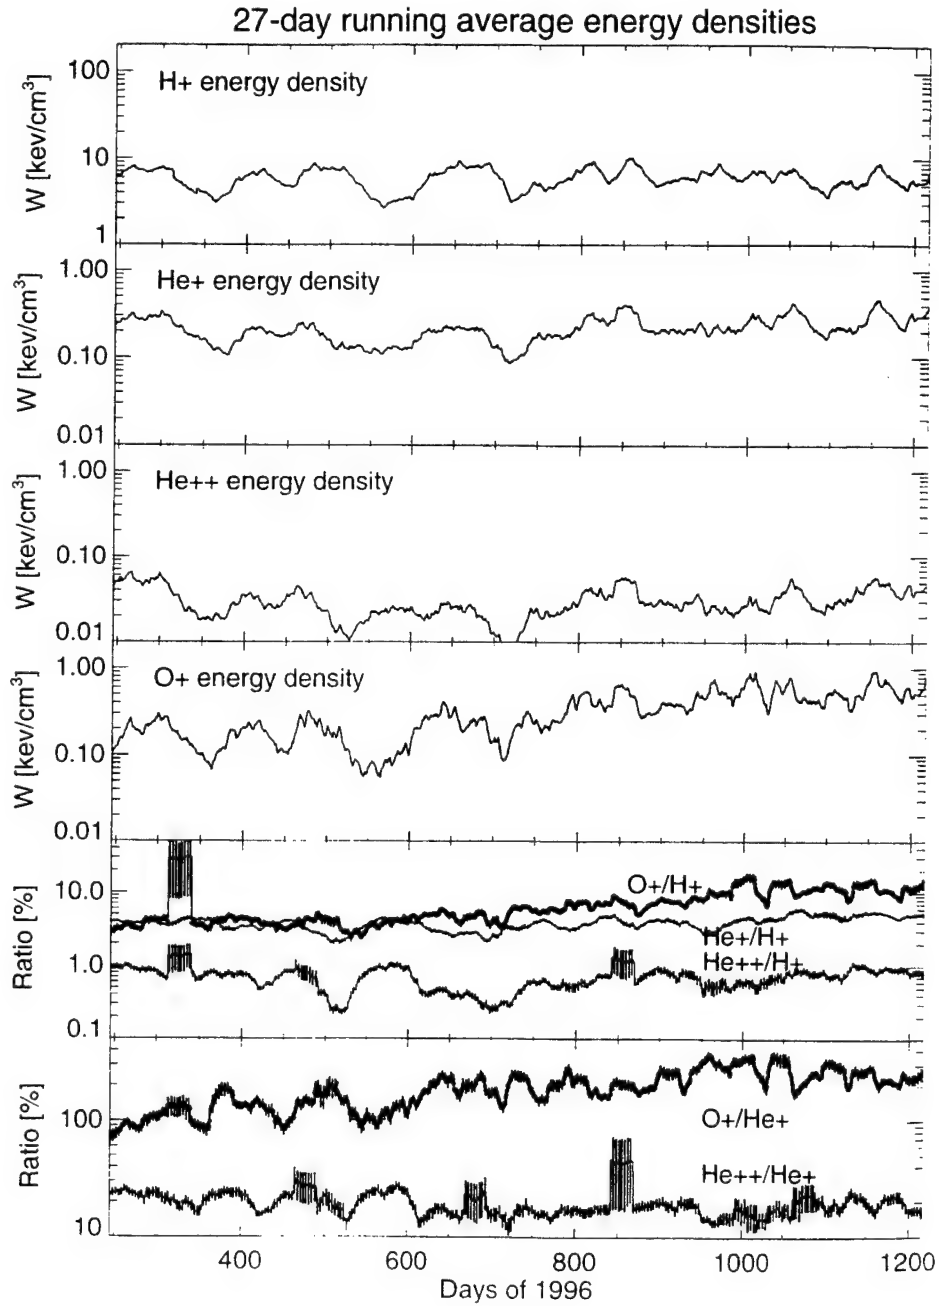 27-day running average energy densities
H+ energy density
W [kev/cm³]
100
10
1
He+ energy density
W [kev/cm³]
1.00
0.10
0.01
He++ energy density
W [kev/cm³]
1.00
0.10
0.01
O+ energy density
W [kev/cm³]
1.00
0.10
0.01
Ratio [%]
10.0
1.0
0.1
O+/H+
He+/H+
He++/H+
Ratio [%]
100
10
O+/He+
He++/He+
400 600 800 1000 1200
Days of 1996